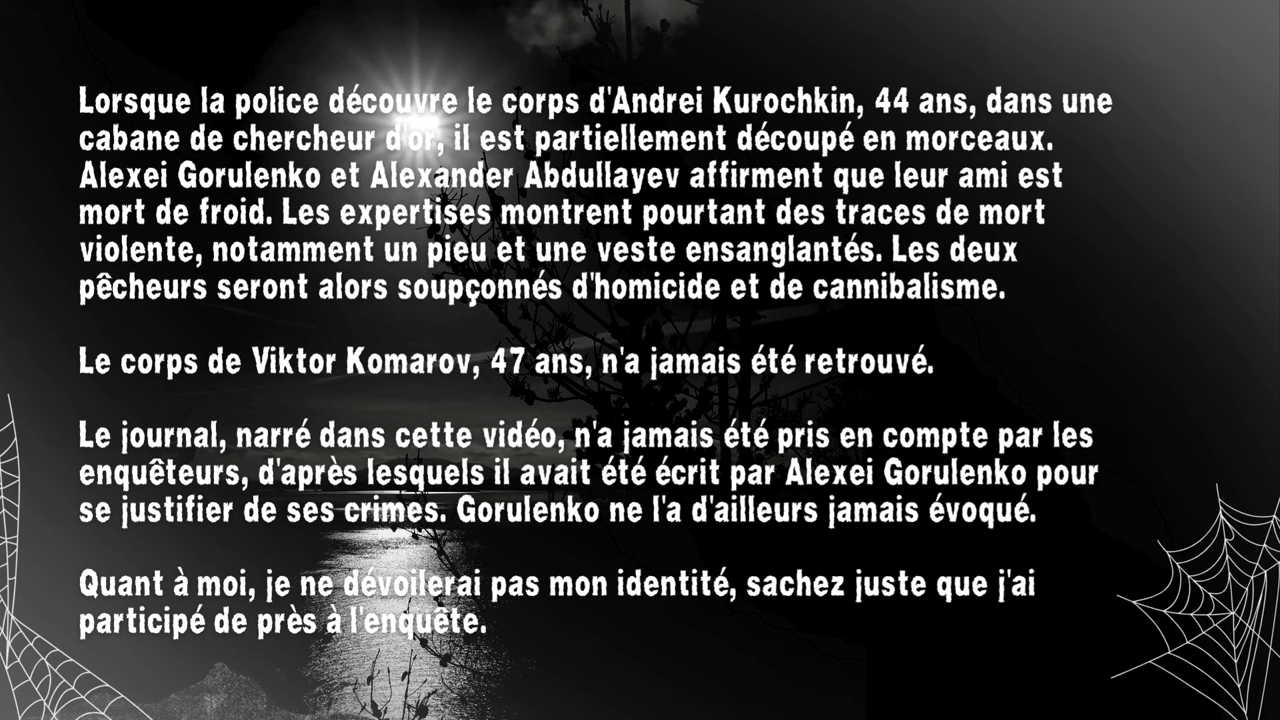 Lorsque la police découvre le corps d'Andrei Kurochkin, 44 ans, dans une
cabane de chercheur d'or, il est partiellement découpé en morceaux.
Alexei Gorulenko et Alexander Abdullayev affirment que leur ami est
mort de froid. Les expertises montrent pourtant des traces de mort
violente, notamment un pieu et une veste ensanglantés. Les deux
pêcheurs seront alors soupçonnés d'homicide et de cannibalisme.
Le corps de Viktor Komarov, 47 ans, n'a jamais été retrouvé.
Le journal, narré dans cette vidéo, n'a jamais été pris en compte par les
enquêteurs, d'après lesquels il avait été écrit par Alexei Gorulenko pour
se justifier de ses crimes. Gorulenko ne l'a d'ailleurs jamais évoqué.
Quant à moi, je ne dévoilerai pas mon identité, sachez juste que j'ai
participé de près à l'enquête.